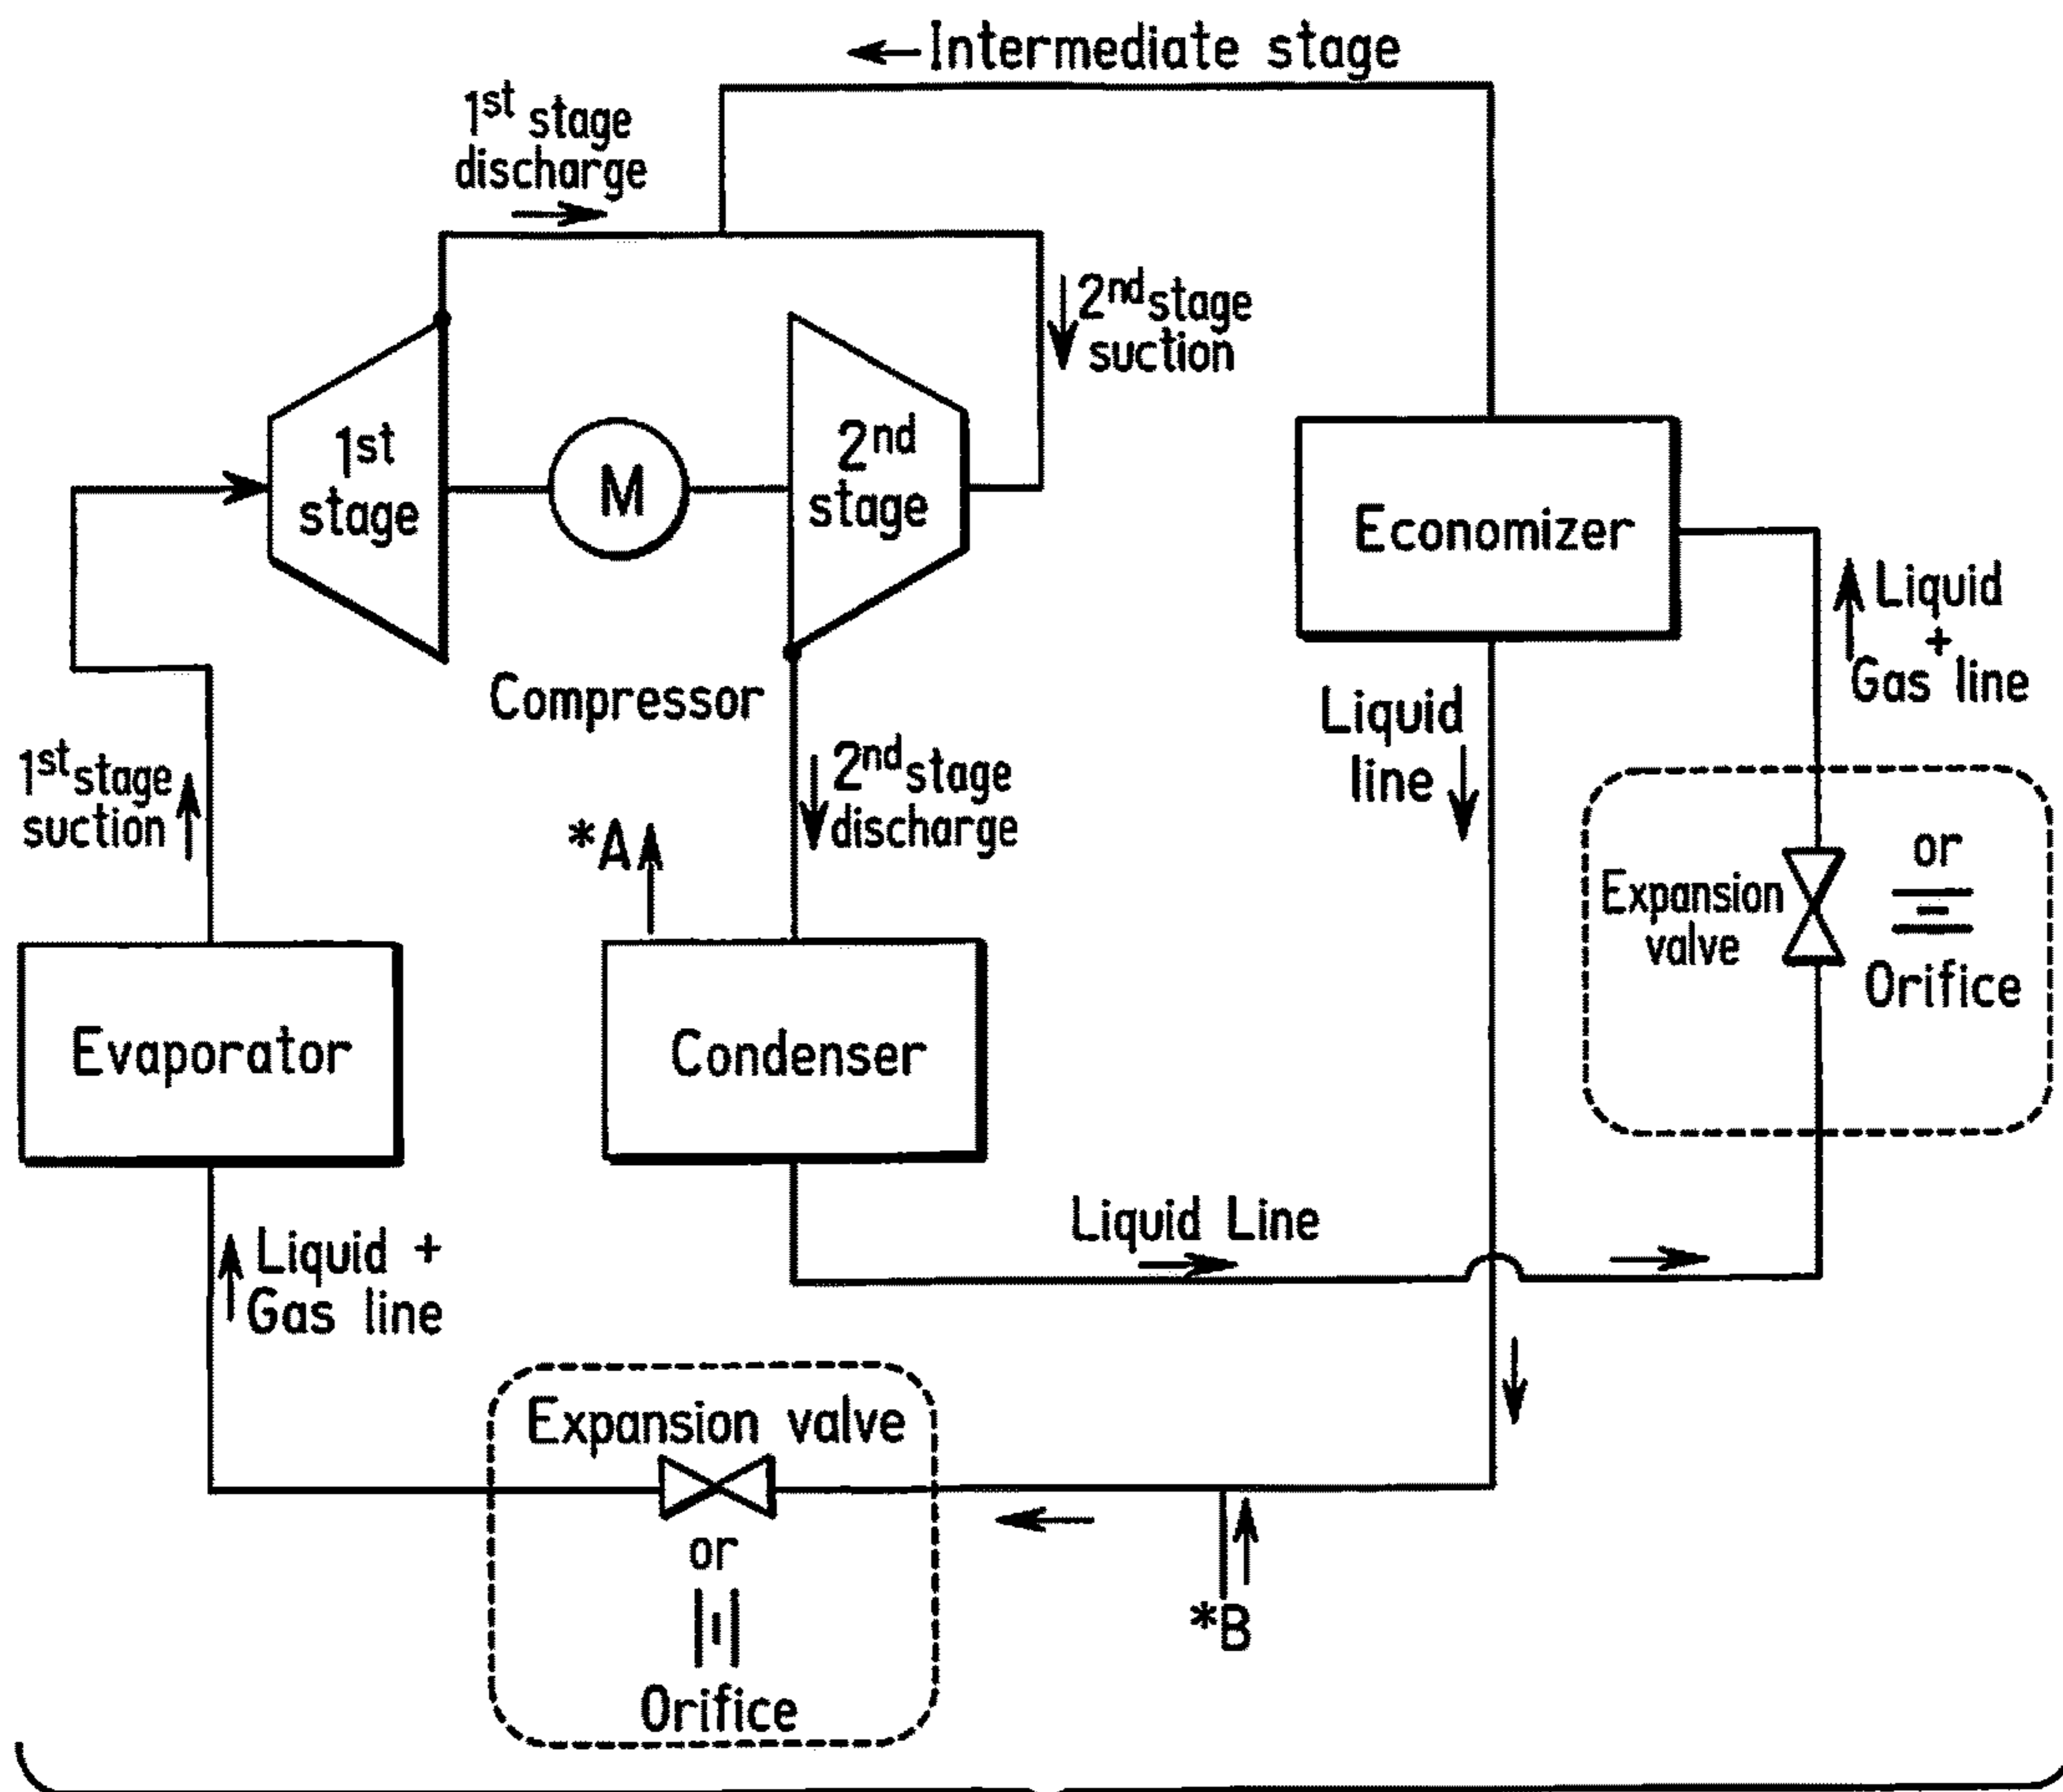 Intermediate stage
1st stage
discharge
2nd stage
suction
1st
stage
M
2nd
stage
Economizer
Liquid
+
Gas line
Compressor
Liquid
line
1st stage
suction
*A
2nd stage
discharge
or
Expansion
valve
Orifice
Evaporator
Condenser
Liquid Line
Liquid +
Gas line
Expansion valve
or
Orifice
*B